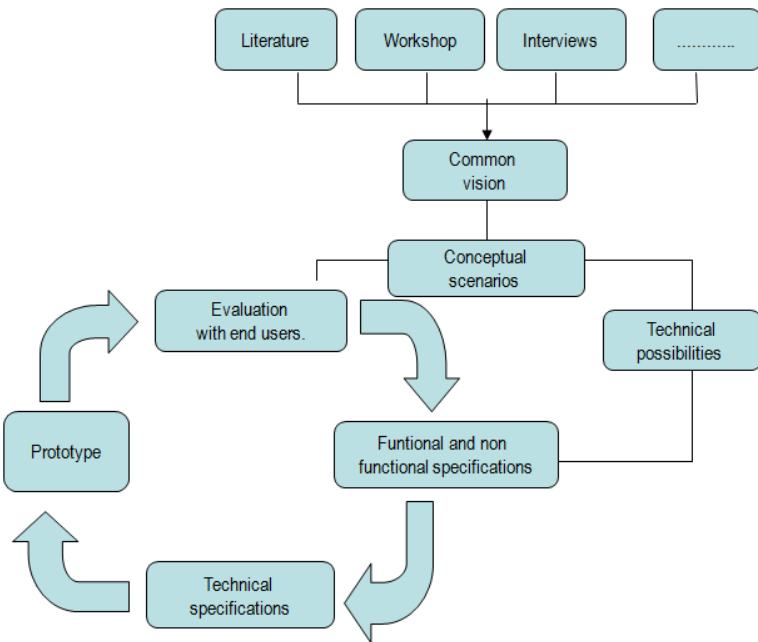 Literature
Workshop
Interviews
............
Common
vision
Conceptual
scenarios
Evaluation
with end users.
Technical
possibilities
Prototype
Funtional and non
functional specifications
Technical
specifications